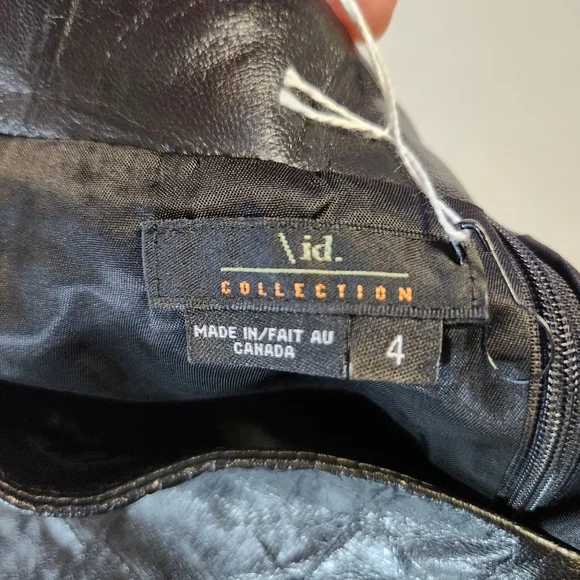 \id.
COLLECTION
MADE IN/FAIT AU
CANADA
4